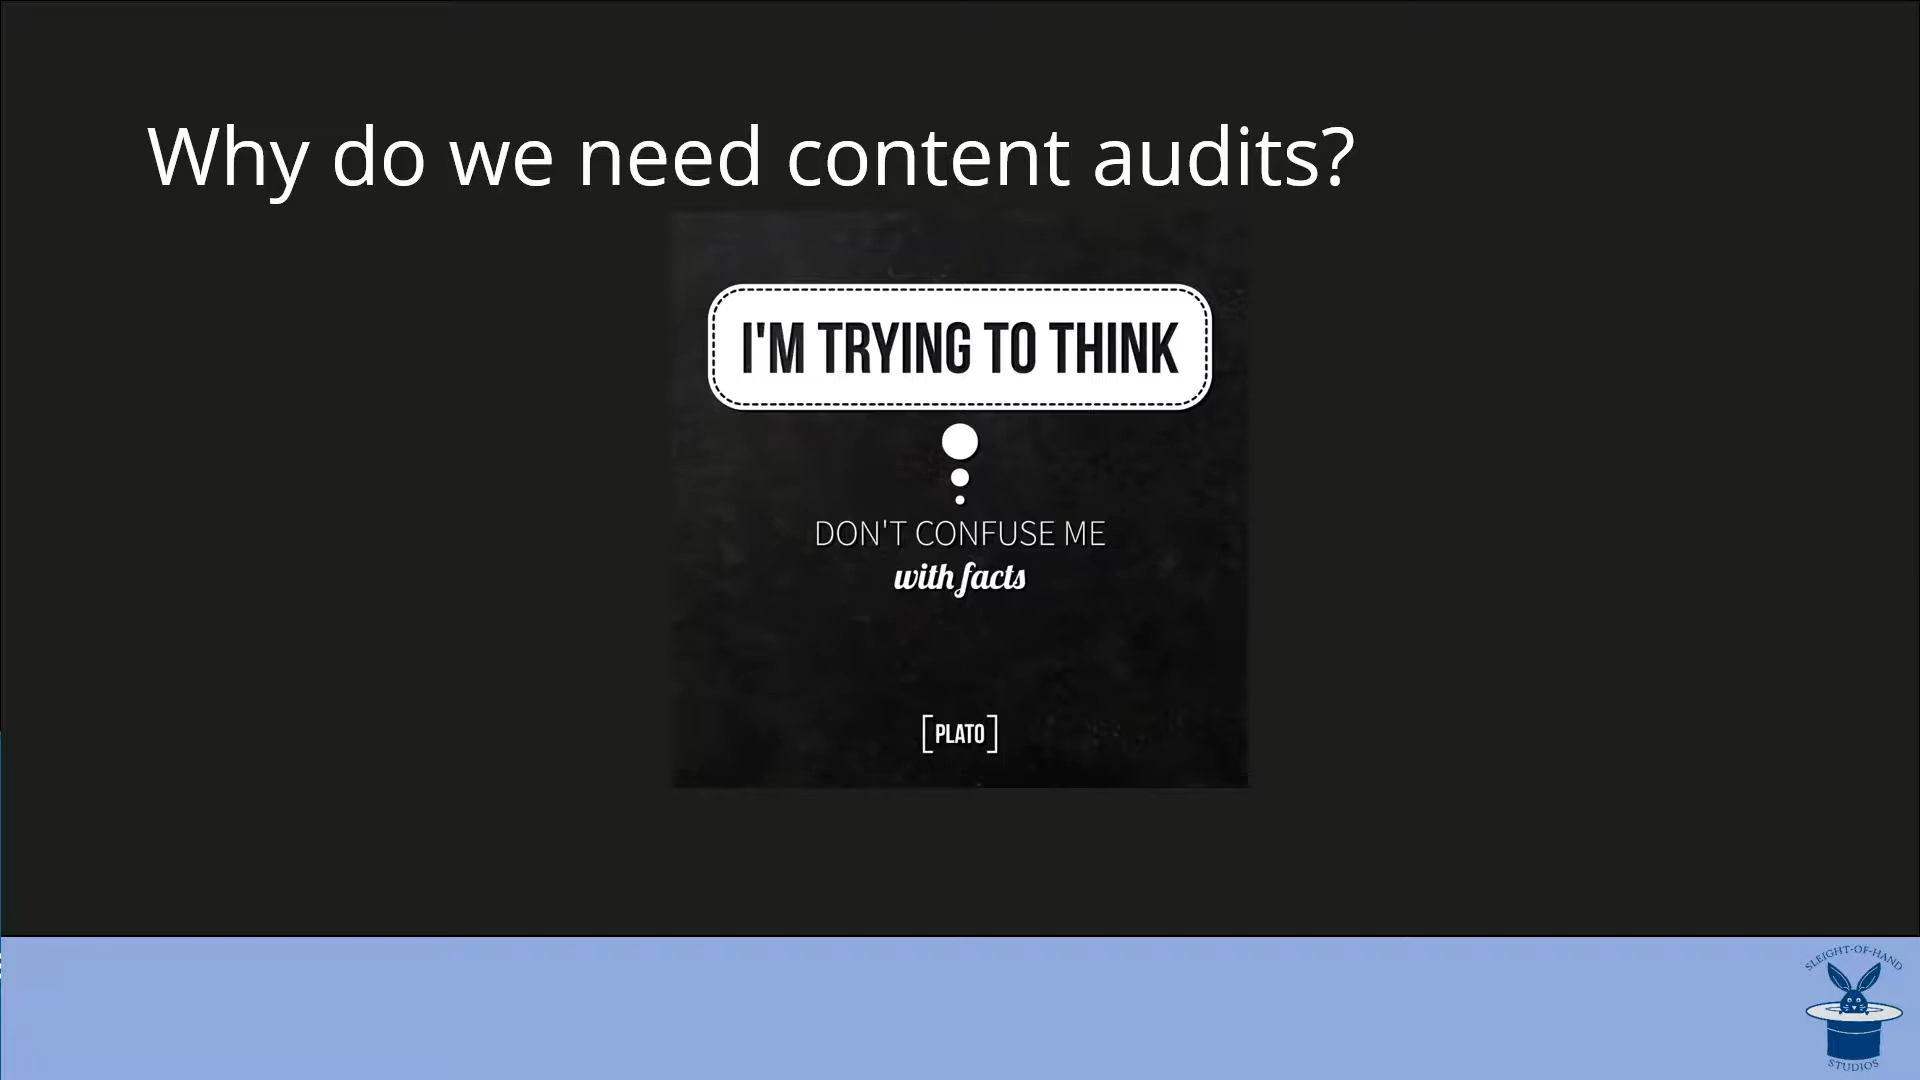 Why do we need content audits?
I'M TRYING TO THINK
DON'T CONFUSE ME
with facts
[PLATO]
SLEIGHT-OF-HAND
STUDIOS